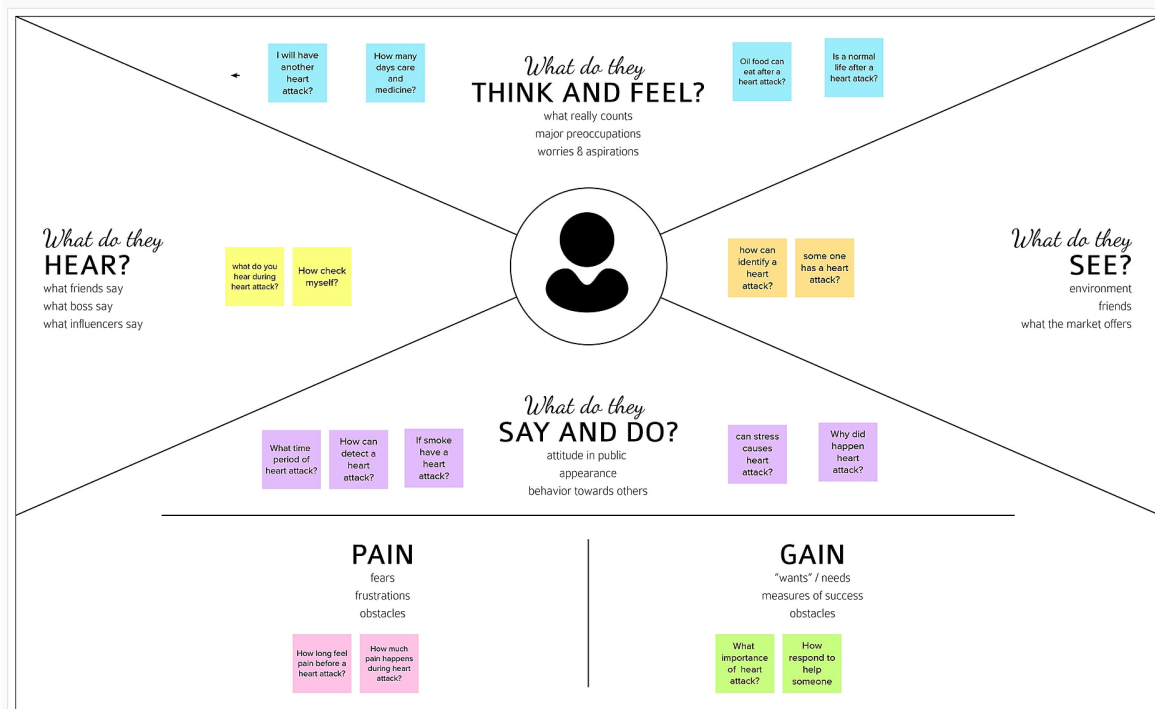 I will have
another
heart
attack?
How many
days care
and
medicine?
What do they
THINK AND FEEL?
what really counts
major preoccupations
worries & aspirations
Oil food can
eat after a
heart attack?
Is a normal
life after a
heart atack?
What do they
HEAR?
what friends say
what boss say
what influencers say
what do you
hear during
heart attack?
How check
myself?
how can
identify a
heart
attack?
some one
has a heart
attack?
What do they
SEE?
environment
friends
what the market offers
What do they
SAY AND DO?
attitude in public
appearance
behavior towards others
What time
period of
heart attack?
How can
detect a
heart
attack?
If smoke
have a
heart
attack?
can stress
causes
heart
attack?
Why did
happen
heart
attack?
PAIN
fears
frustrations
obstacles
How long feel
pain before a
heart attack?
How much
pain happens
during heart
attack?
GAIN
"wants" / needs
measures of success
obstacles
What
importance
of heart
attack?
How
respond to
help
someone